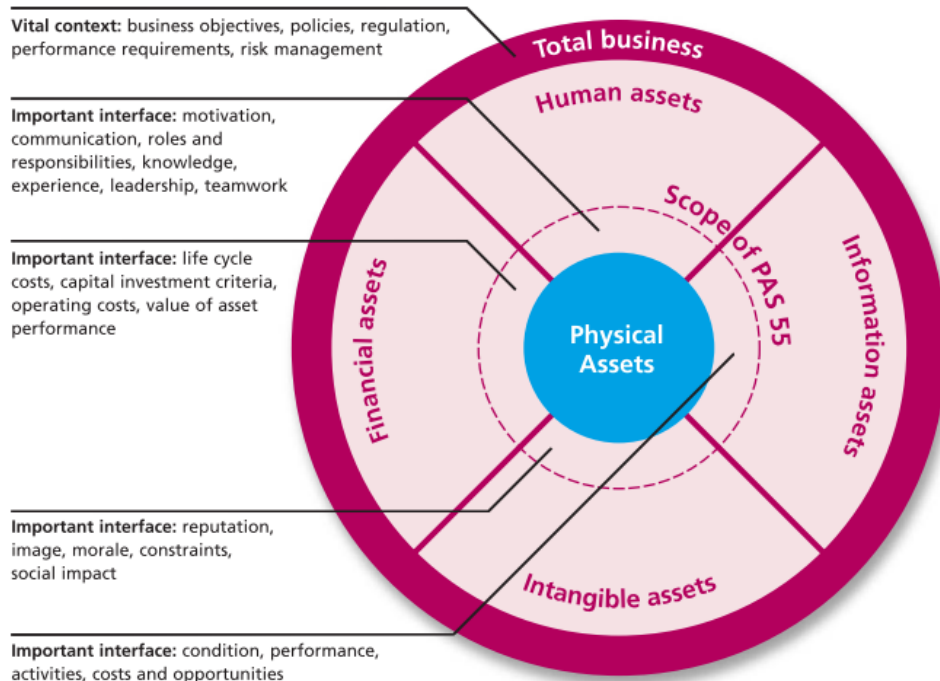 Vital context: business objectives, policies, regulation,
performance requirements, risk management
Important interface: motivation,
communication, roles and
responsibilities, knowledge,
experience, leadership, teamwork
Important interface: life cycle
costs, capital investment criteria,
operating costs, value of asset
performance
Important interface: reputation,
image, morale, constraints,
social impact
Important interface: condition, performance,
activities, costs and opportunities
Total business
Human assets
Scope of PAS 55
Information assets
Financial assets
Physical
Assets
Intangible assets